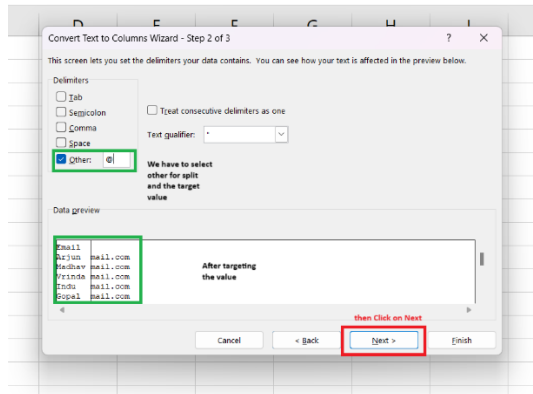 D E F G H I
Convert Text to Columns Wizard - Step 2 of 3 ? X
This screen lets you set the delimiters your data contains. You can see how your text is affected in the preview below.
Delimiters
Tab
Semicolon
Comma
Space
Other: @
Treat consecutive delimiters as one
Text qualifier: "
We have to select
other for split
and the target
value
Data preview
Email
Arjun mail.com
Madhav mail.com
Vrinda mail.com
Indu mail.com
Gopal mail.com
After targeting
the value
then Click on Next
Cancel < Back Next > Finish